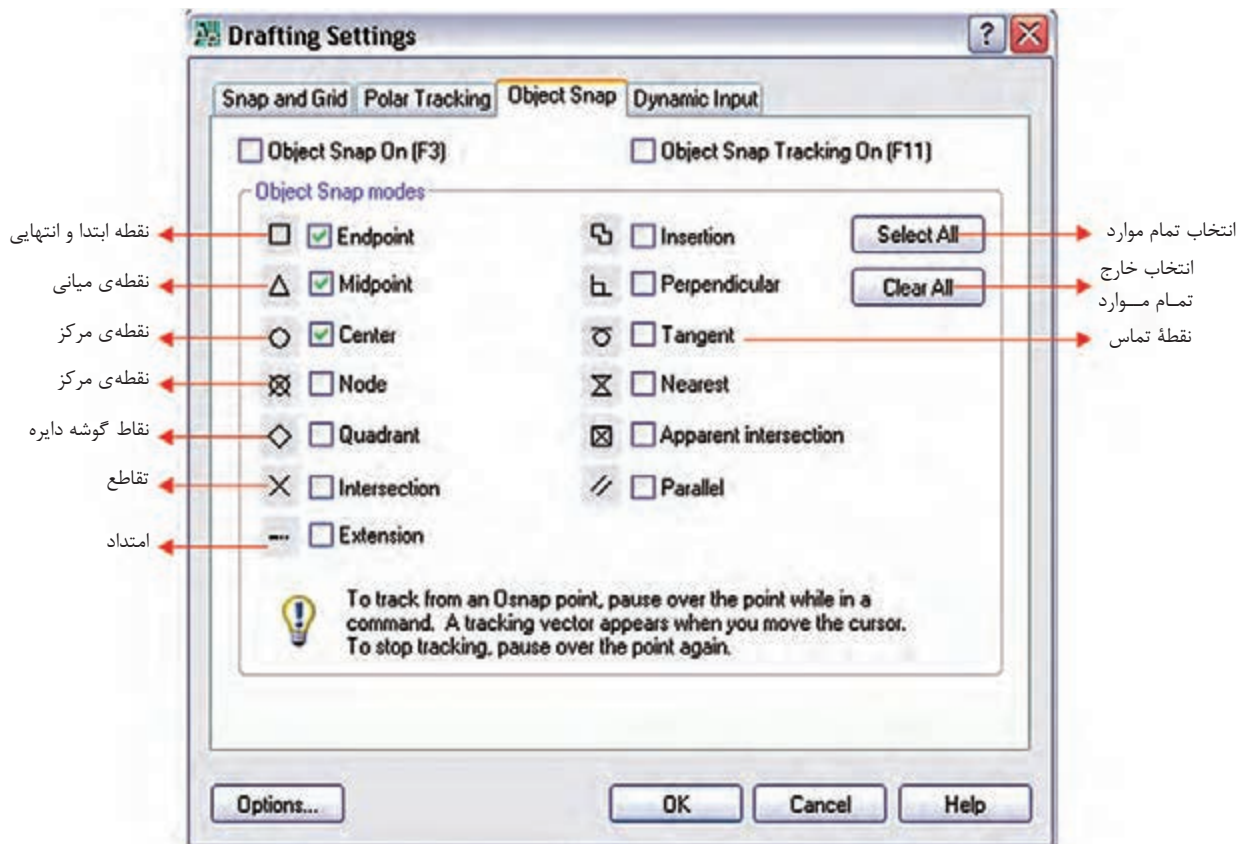 Drafting Settings
Snap and Grid Polar Tracking Object Snap Dynamic Input
Object Snap On (F3) Object Snap Tracking On (F11)
Object Snap modes
نقطه ابتدا و انتهایی Endpoint Insertion Select All انتخاب تمام موارد
نقطه‌ی میانی Midpoint Perpendicular Clear All انتخاب خارج
تمـام مــوارد
نقطه‌ی مرکز Center Tangent نقطهٔ تماس
نقطه‌ی مرکز Node Nearest
نقاط گوشه دایره Quadrant Apparent intersection
تقاطع Intersection Parallel
امتداد Extension
To track from an Osnap point, pause over the point while in a
command. A tracking vector appears when you move the cursor.
To stop tracking, pause over the point again.
Options... OK Cancel Help